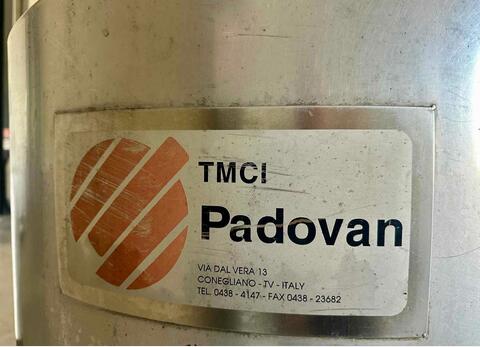 TMCI
Padovan
VIA DAL VERA 13
CONEGLIANO - TV - ITALY
TEL. 0438 - 4147 - FAX 0438 - 23682